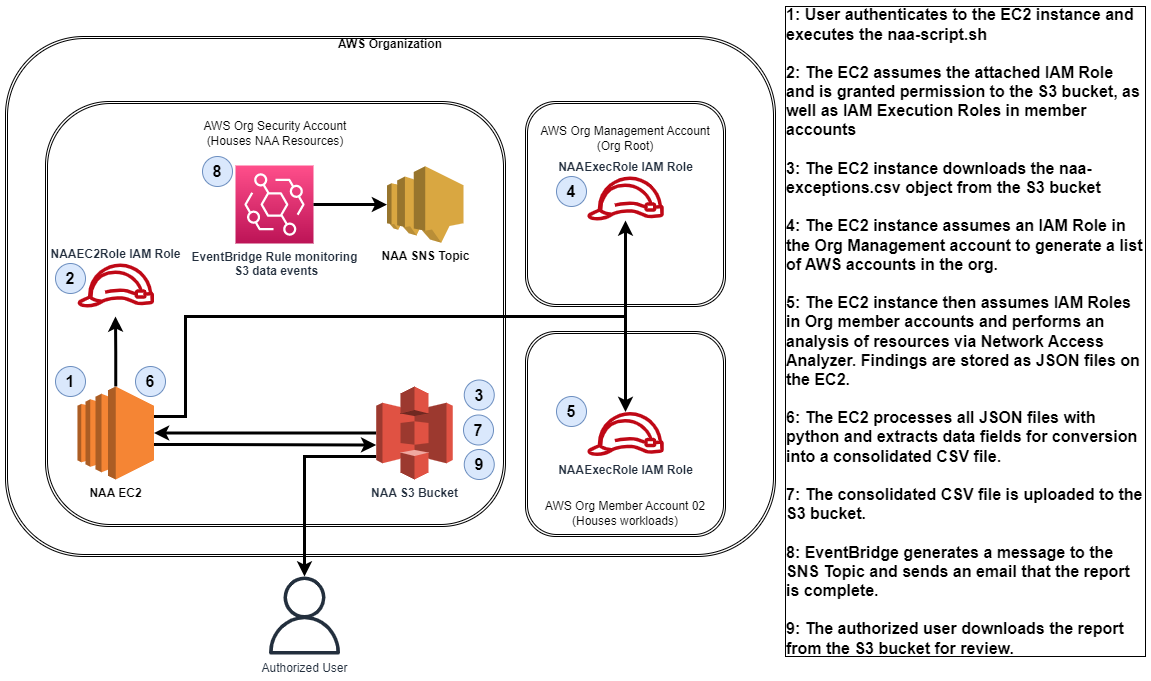 AWS Organization
AWS Org Security Account
(Houses NAA Resources)
8
EventBridge Rule monitoring
S3 data events
NAA SNS Topic
NAAEC2Role IAM Role
2
1
6
NAA EC2
3
7
9
NAA S3 Bucket
AWS Org Management Account
(Org Root)
NAAExecRole IAM Role
4
5
NAAExecRole IAM Role
AWS Org Member Account 02
(Houses workloads)
Authorized User
1: User authenticates to the EC2 instance and
executes the naa-script.sh
2: The EC2 assumes the attached IAM Role
and is granted permission to the S3 bucket, as
well as IAM Execution Roles in member
accounts
3: The EC2 instance downloads the naa-
exceptions.csv object from the S3 bucket
4: The EC2 instance assumes an IAM Role in
the Org Management account to generate a list
of AWS accounts in the org.
5: The EC2 instance then assumes IAM Roles
in Org member accounts and performs an
analysis of resources via Network Access
Analyzer. Findings are stored as JSON files on
the EC2.
6: The EC2 processes all JSON files with
python and extracts data fields for conversion
into a consolidated CSV file.
7: The consolidated CSV file is uploaded to the
S3 bucket.
8: EventBridge generates a message to the
SNS Topic and sends an email that the report
is complete.
9: The authorized user downloads the report
from the S3 bucket for review.